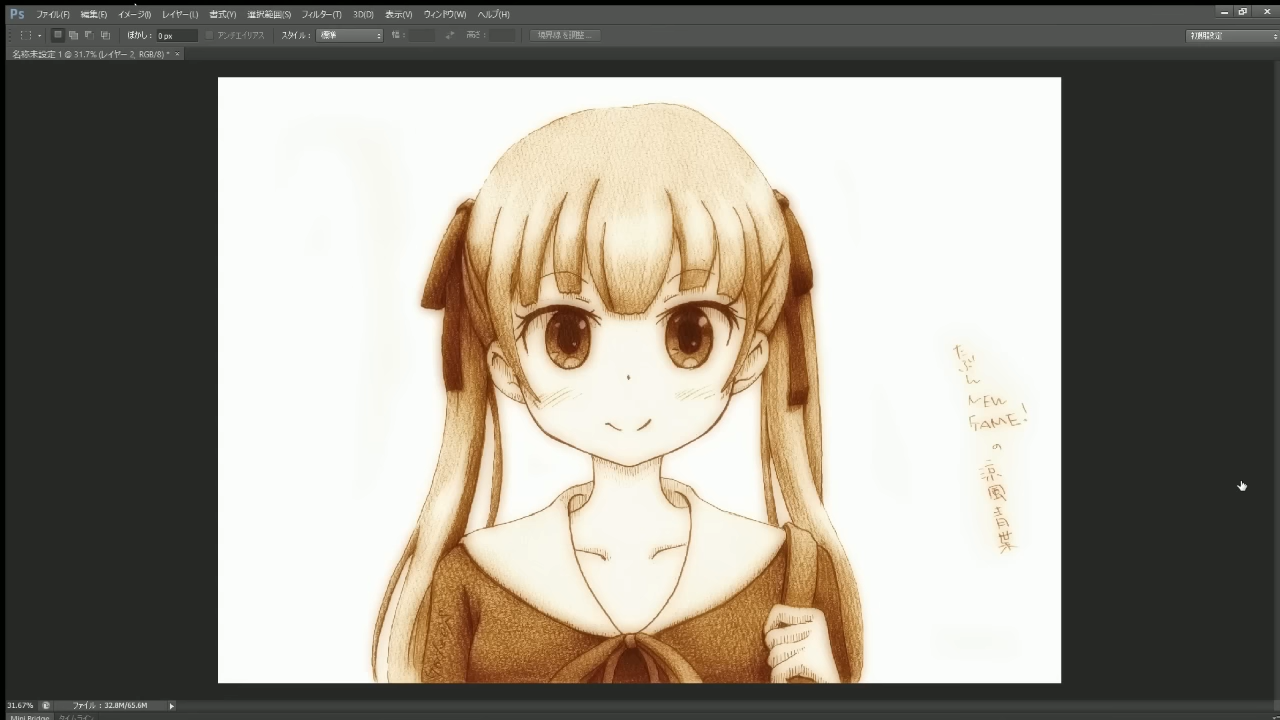 Ps ファイル(F) 編集(E) イメージ(I) レイヤー(L) 書式(Y) 選択範囲(S) フィルター(T) 3D(D) 表示(V) ウィンドウ(W) ヘルプ(H)
ぼかし : 0 px アンチエイリアス スタイル : 標準 幅 : 高さ : 境界線を調整... 初期設定
名称未設定 1 @ 31.7% (レイヤー 2, RGB/8) * ×
たぶん
NEW
GAME!
の
涼風青葉
31.67% ファイル : 32.8M/65.6M
Mini Bridge タイムライン